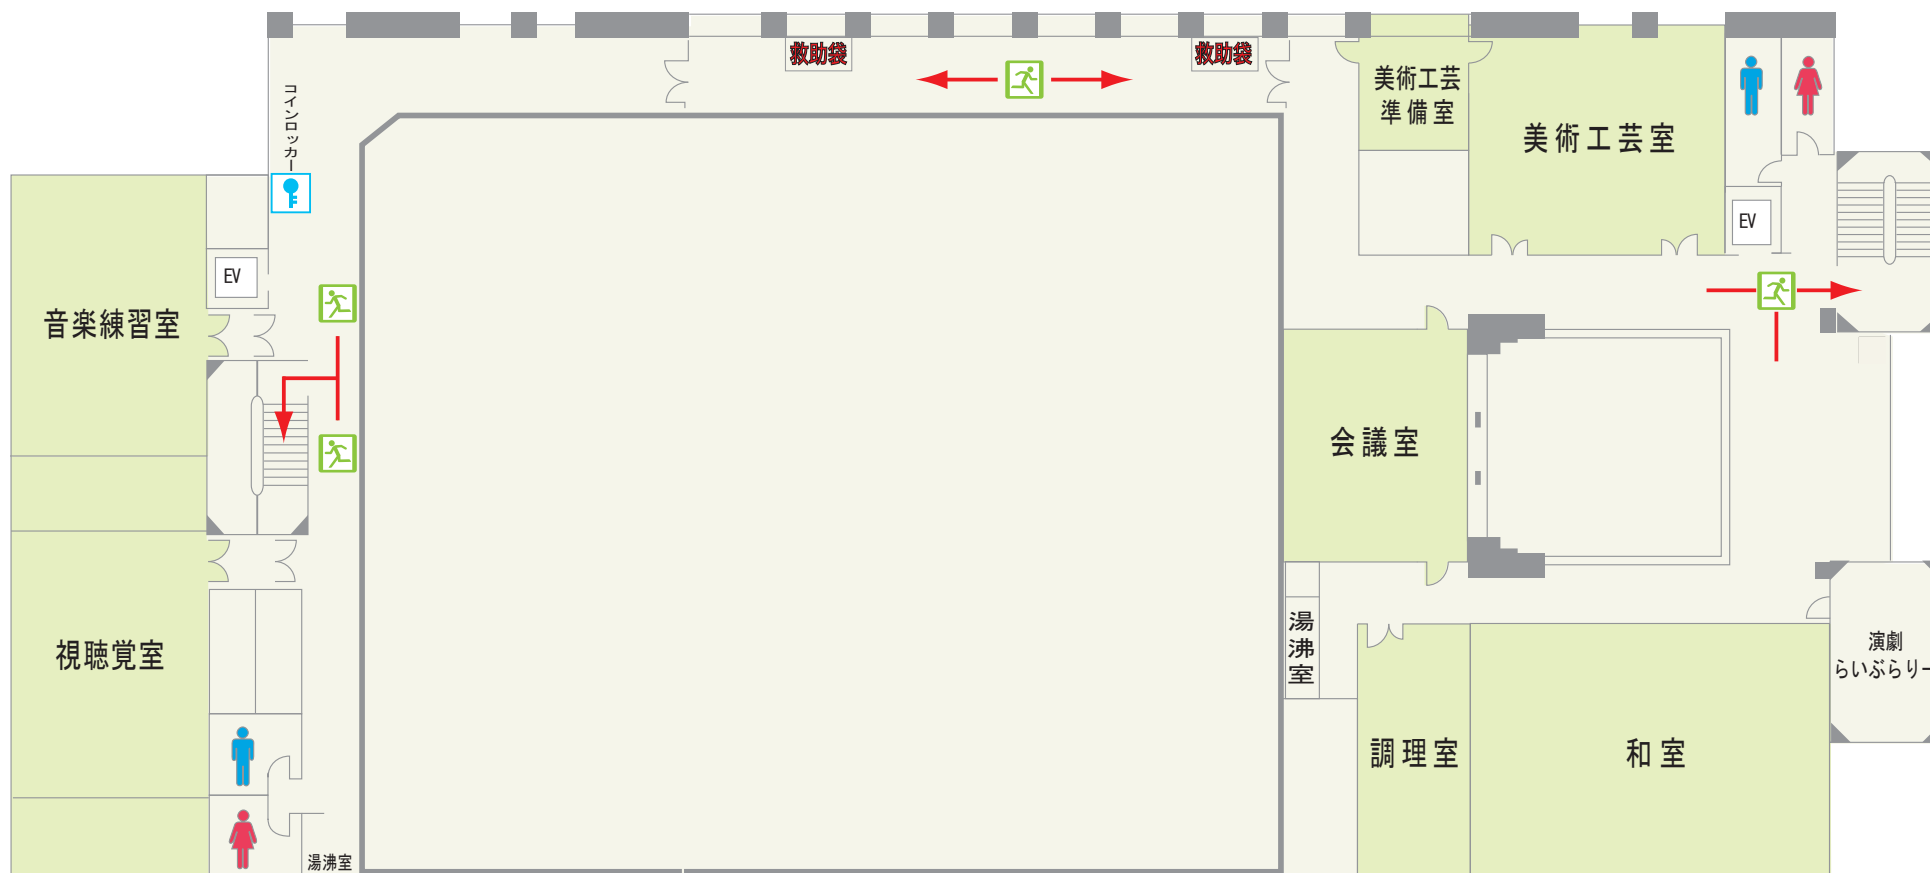 救助袋
救助袋
コインロッカー
美術工芸
準備室
美術工芸室
EV
EV
音楽練習室
会議室
湯沸室
視聴覚室
演劇
らいぶらりー
調理室
和室
湯沸室